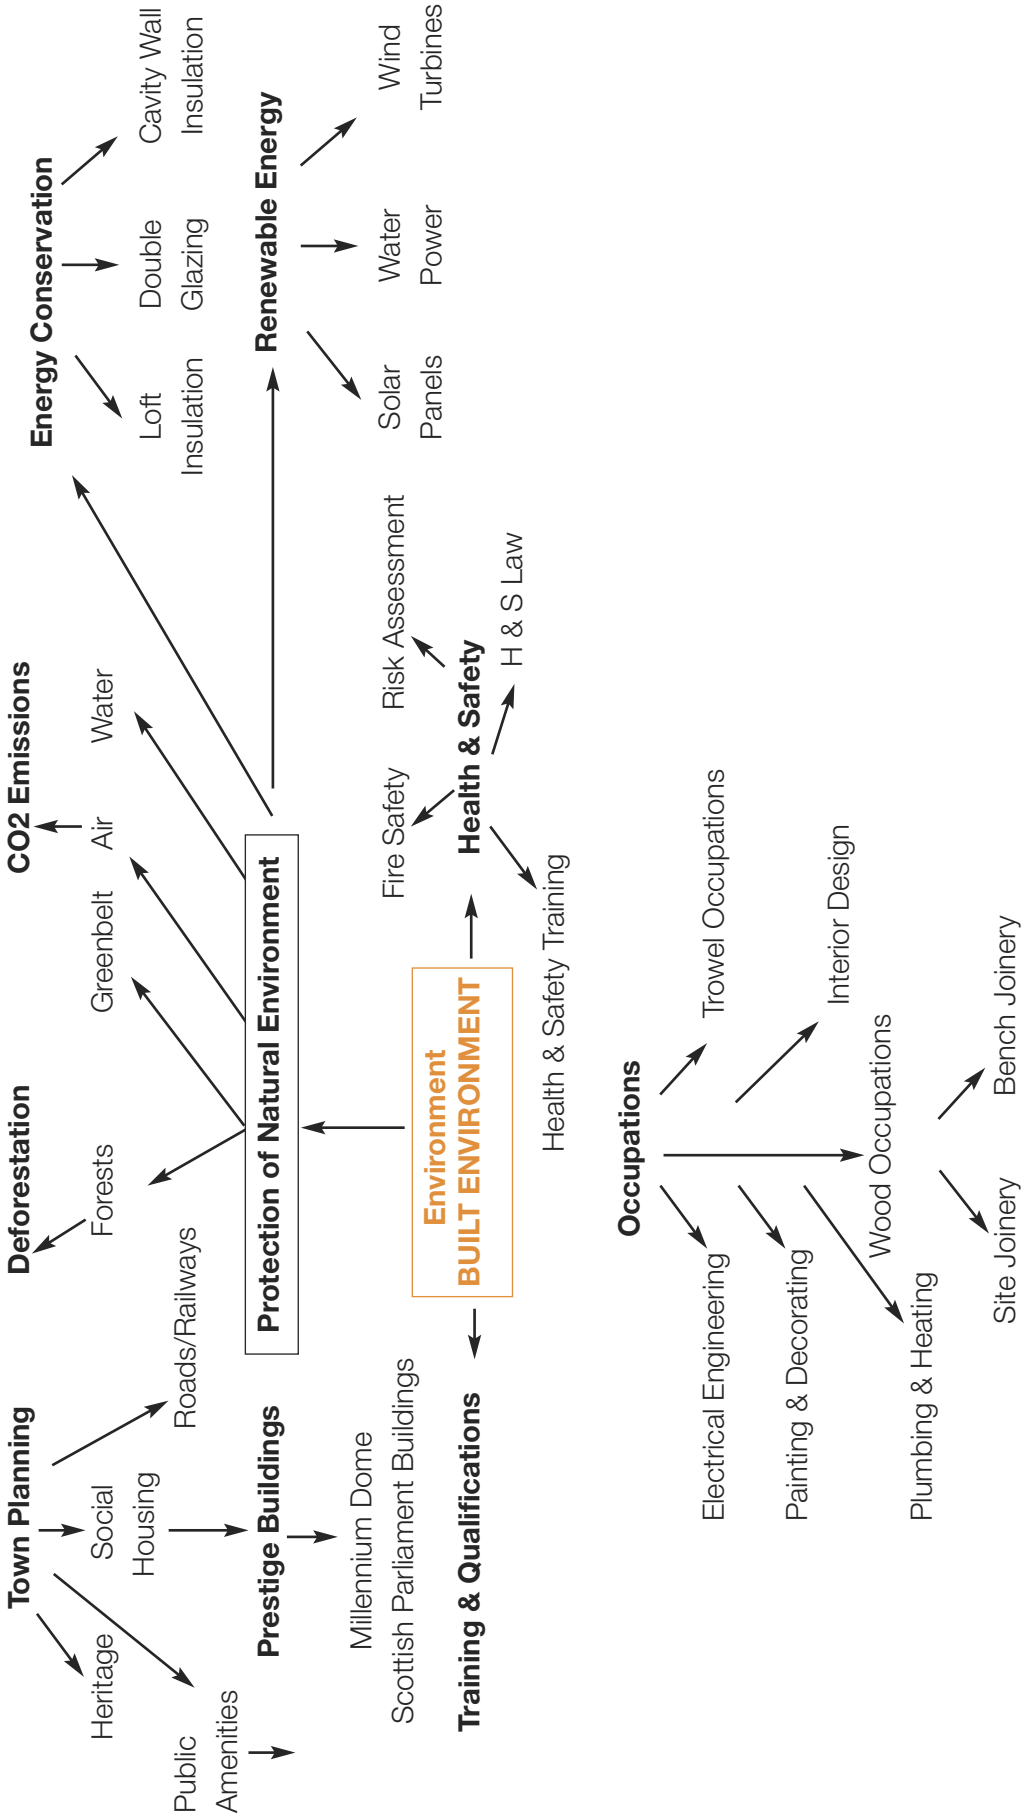 Town Planning
Deforestation
CO2 Emissions
Energy Conservation
Heritage
Social
Housing
Forests
Greenbelt
Air
Water
Loft
Insulation
Double
Glazing
Cavity Wall
Insulation
Public
Amenities
Roads/Railways
Prestige Buildings
Protection of Natural Environment
Renewable Energy
Millennium Dome
Scottish Parliament Buildings
Fire Safety
Risk Assessment
Solar
Panels
Water
Power
Wind
Turbines
Training & Qualifications
Environment
BUILT ENVIRONMENT
Health & Safety
H & S Law
Health & Safety Training
Occupations
Electrical Engineering
Trowel Occupations
Painting & Decorating
Interior Design
Wood Occupations
Plumbing & Heating
Site Joinery
Bench Joinery